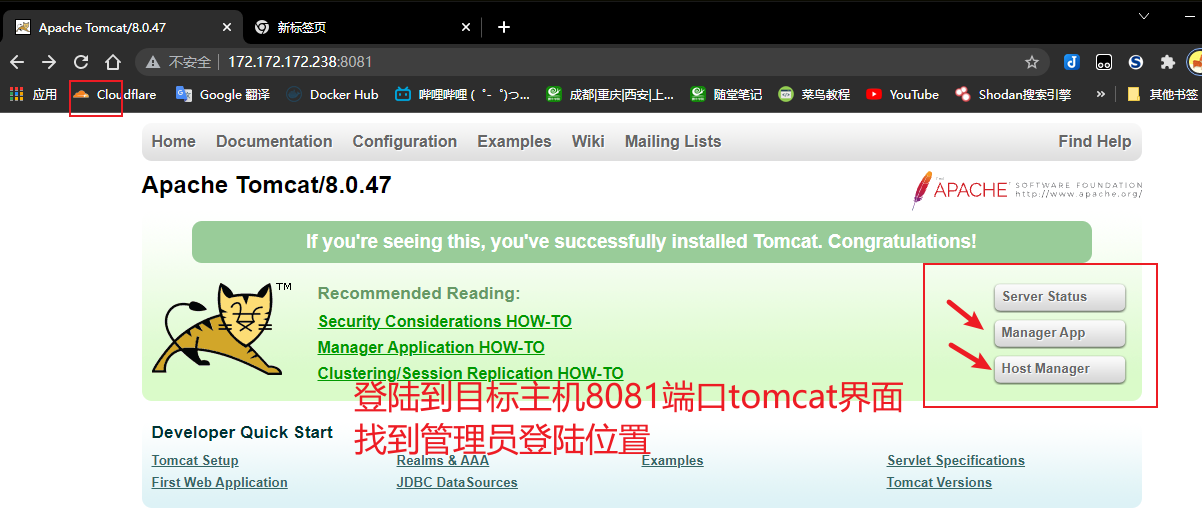 Apache Tomcat/8.0.47
新标签页
不安全 172.172.172.238:8081
应用 Cloudflare Google 翻译 Docker Hub 哔哩哔哩 ( ゜- ゜)つ... 成都|重庆|西安|上... 随堂笔记 菜鸟教程 YouTube Shodan搜索引擎 » 其他书签
Home Documentation Configuration Examples Wiki Mailing Lists Find Help
Apache Tomcat/8.0.47
THE APACHE SOFTWARE FOUNDATION
http://www.apache.org/
If you're seeing this, you've successfully installed Tomcat. Congratulations!
TM
Recommended Reading:
Security Considerations HOW-TO
Manager Application HOW-TO
Clustering/Session Replication HOW-TO
Server Status
Manager App
Host Manager
登陆到目标主机8081端口tomcat界面
找到管理员登陆位置
Developer Quick Start
Tomcat Setup Realms & AAA Examples Servlet Specifications
First Web Application JDBC DataSources Tomcat Versions